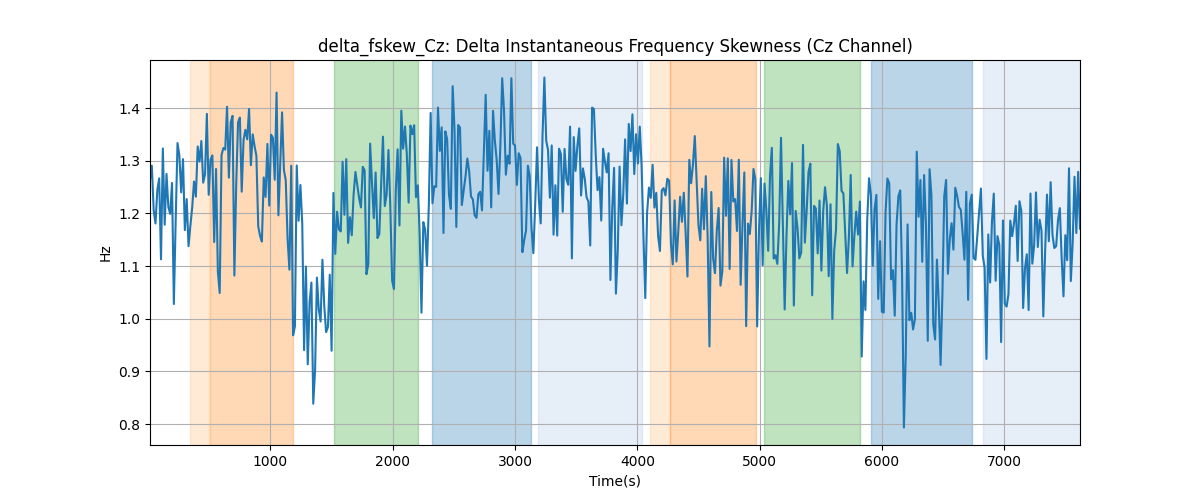 delta_fskew_Cz: Delta Instantaneous Frequency Skewness (Cz Channel)
1.4
1.3
1.2
1.1
1.0
0.9
0.8
Hz
1000 2000 3000 4000 5000 6000 7000
Time(s)